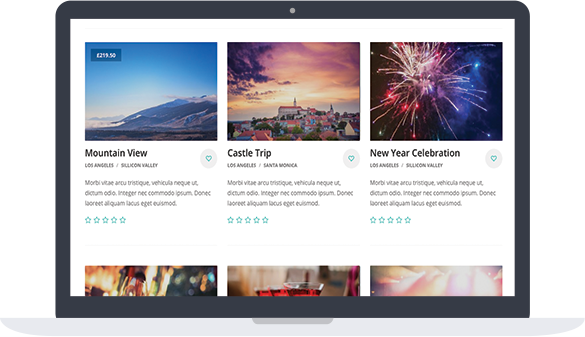 £219.50
Mountain View
LOS ANGELES / SILLICON VALLEY
Morbi vitae arcu tristique, vehicula neque ut,
dictum odio. Integer nec commodo ipsum. Donec
laoreet aliquam lacus eget euismod.
Castle Trip
LOS ANGELES / SANTA MONICA
Morbi vitae arcu tristique, vehicula neque ut,
dictum odio. Integer nec commodo ipsum. Donec
laoreet aliquam lacus eget euismod.
New Year Celebration
LOS ANGELES / SILLICON VALLEY
Morbi vitae arcu tristique, vehicula neque ut,
dictum odio. Integer nec commodo ipsum. Donec
laoreet aliquam lacus eget euismod.